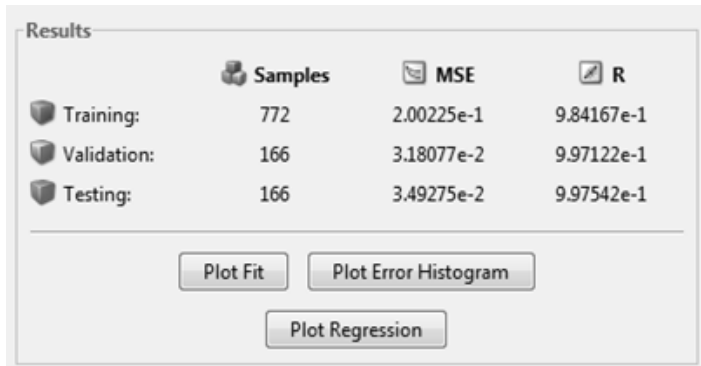 Results
Samples MSE R
Training: 772 2.00225e-1 9.84167e-1
Validation: 166 3.18077e-2 9.97122e-1
Testing: 166 3.49275e-2 9.97542e-1
Plot Fit Plot Error Histogram
Plot Regression